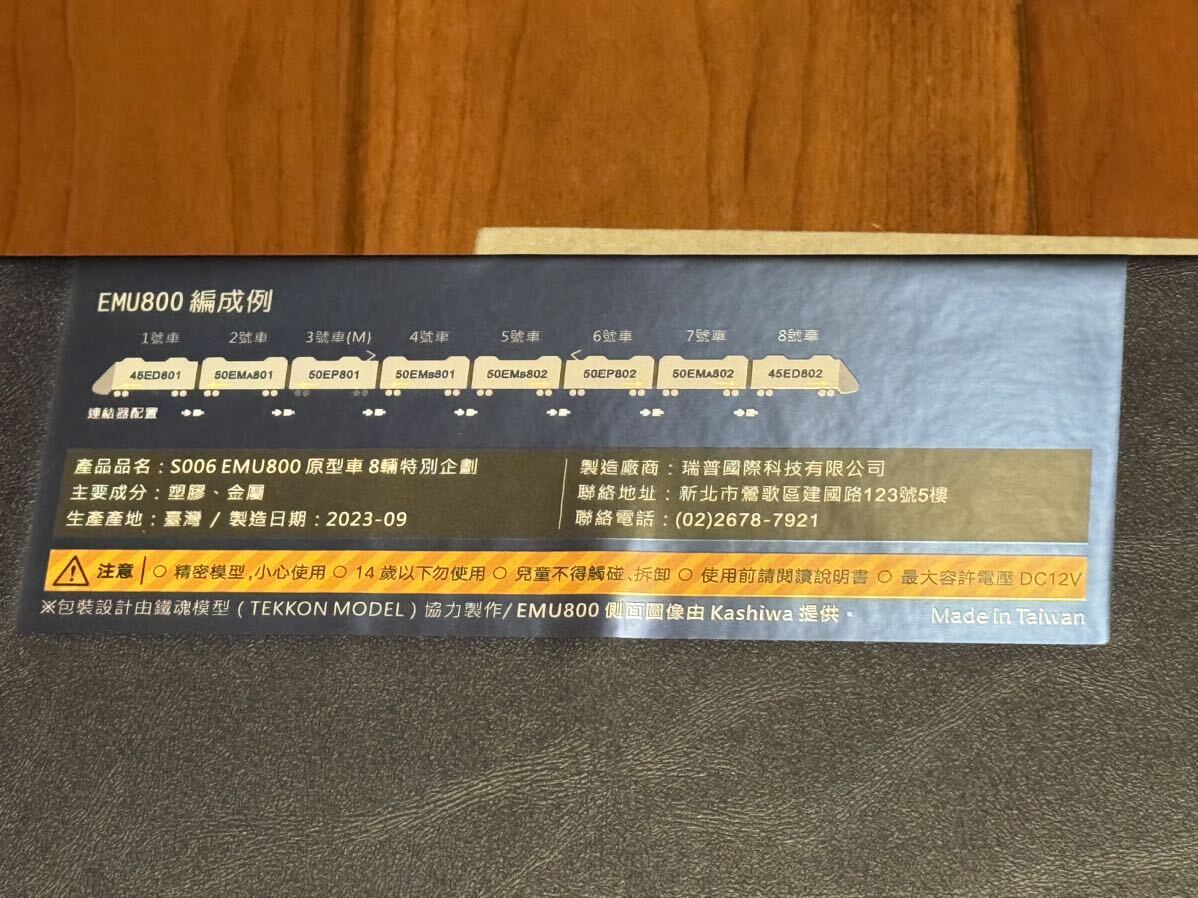 EMU800 編成例
1號車 2號車 3號車(M) 4號車 5號車 6號車 7號車 8號車
45ED801 50EMA801 50EP801 50EMB801 50EMB802 50EP802 50EMA802 45ED802
連結器配置
產品品名：S006 EMU800 原型車 8輛特別企劃
主要成分：塑膠、金屬
生產產地：臺灣 / 製造日期：2023-09
製造廠商：瑞普國際科技有限公司
聯絡地址：新北市鶯歌區建國路123號5樓
聯絡電話：(02)2678-7921
注意 ○ 精密模型,小心使用 ○ 14 歲以下勿使用 ○ 兒童不得觸碰、拆卸 ○ 使用前請閱讀說明書 ○ 最大容許電壓 DC12V
※包裝設計由鐵魂模型（TEKKON MODEL）協力製作/ EMU800 側面圖像由 Kashiwa 提供。 Made in Taiwan